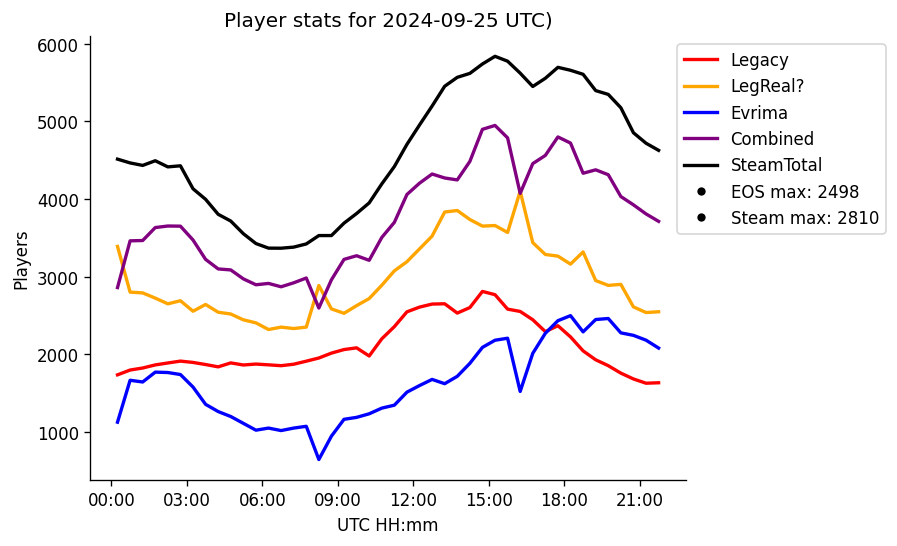 Player stats for 2024-09-25 UTC)
6000
5000
4000
3000
2000
1000
Players
00:00 03:00 06:00 09:00 12:00 15:00 18:00 21:00
UTC HH:mm
Legacy
LegReal?
Evrima
Combined
SteamTotal
EOS max: 2498
Steam max: 2810